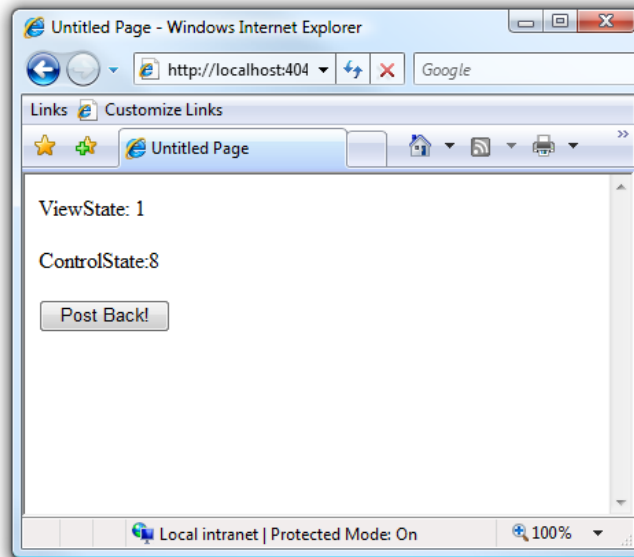 Untitled Page - Windows Internet Explorer
http://localhost:404
Google
Links Customize Links
Untitled Page
ViewState: 1
ControlState:8
Post Back!
Local intranet | Protected Mode: On 100%